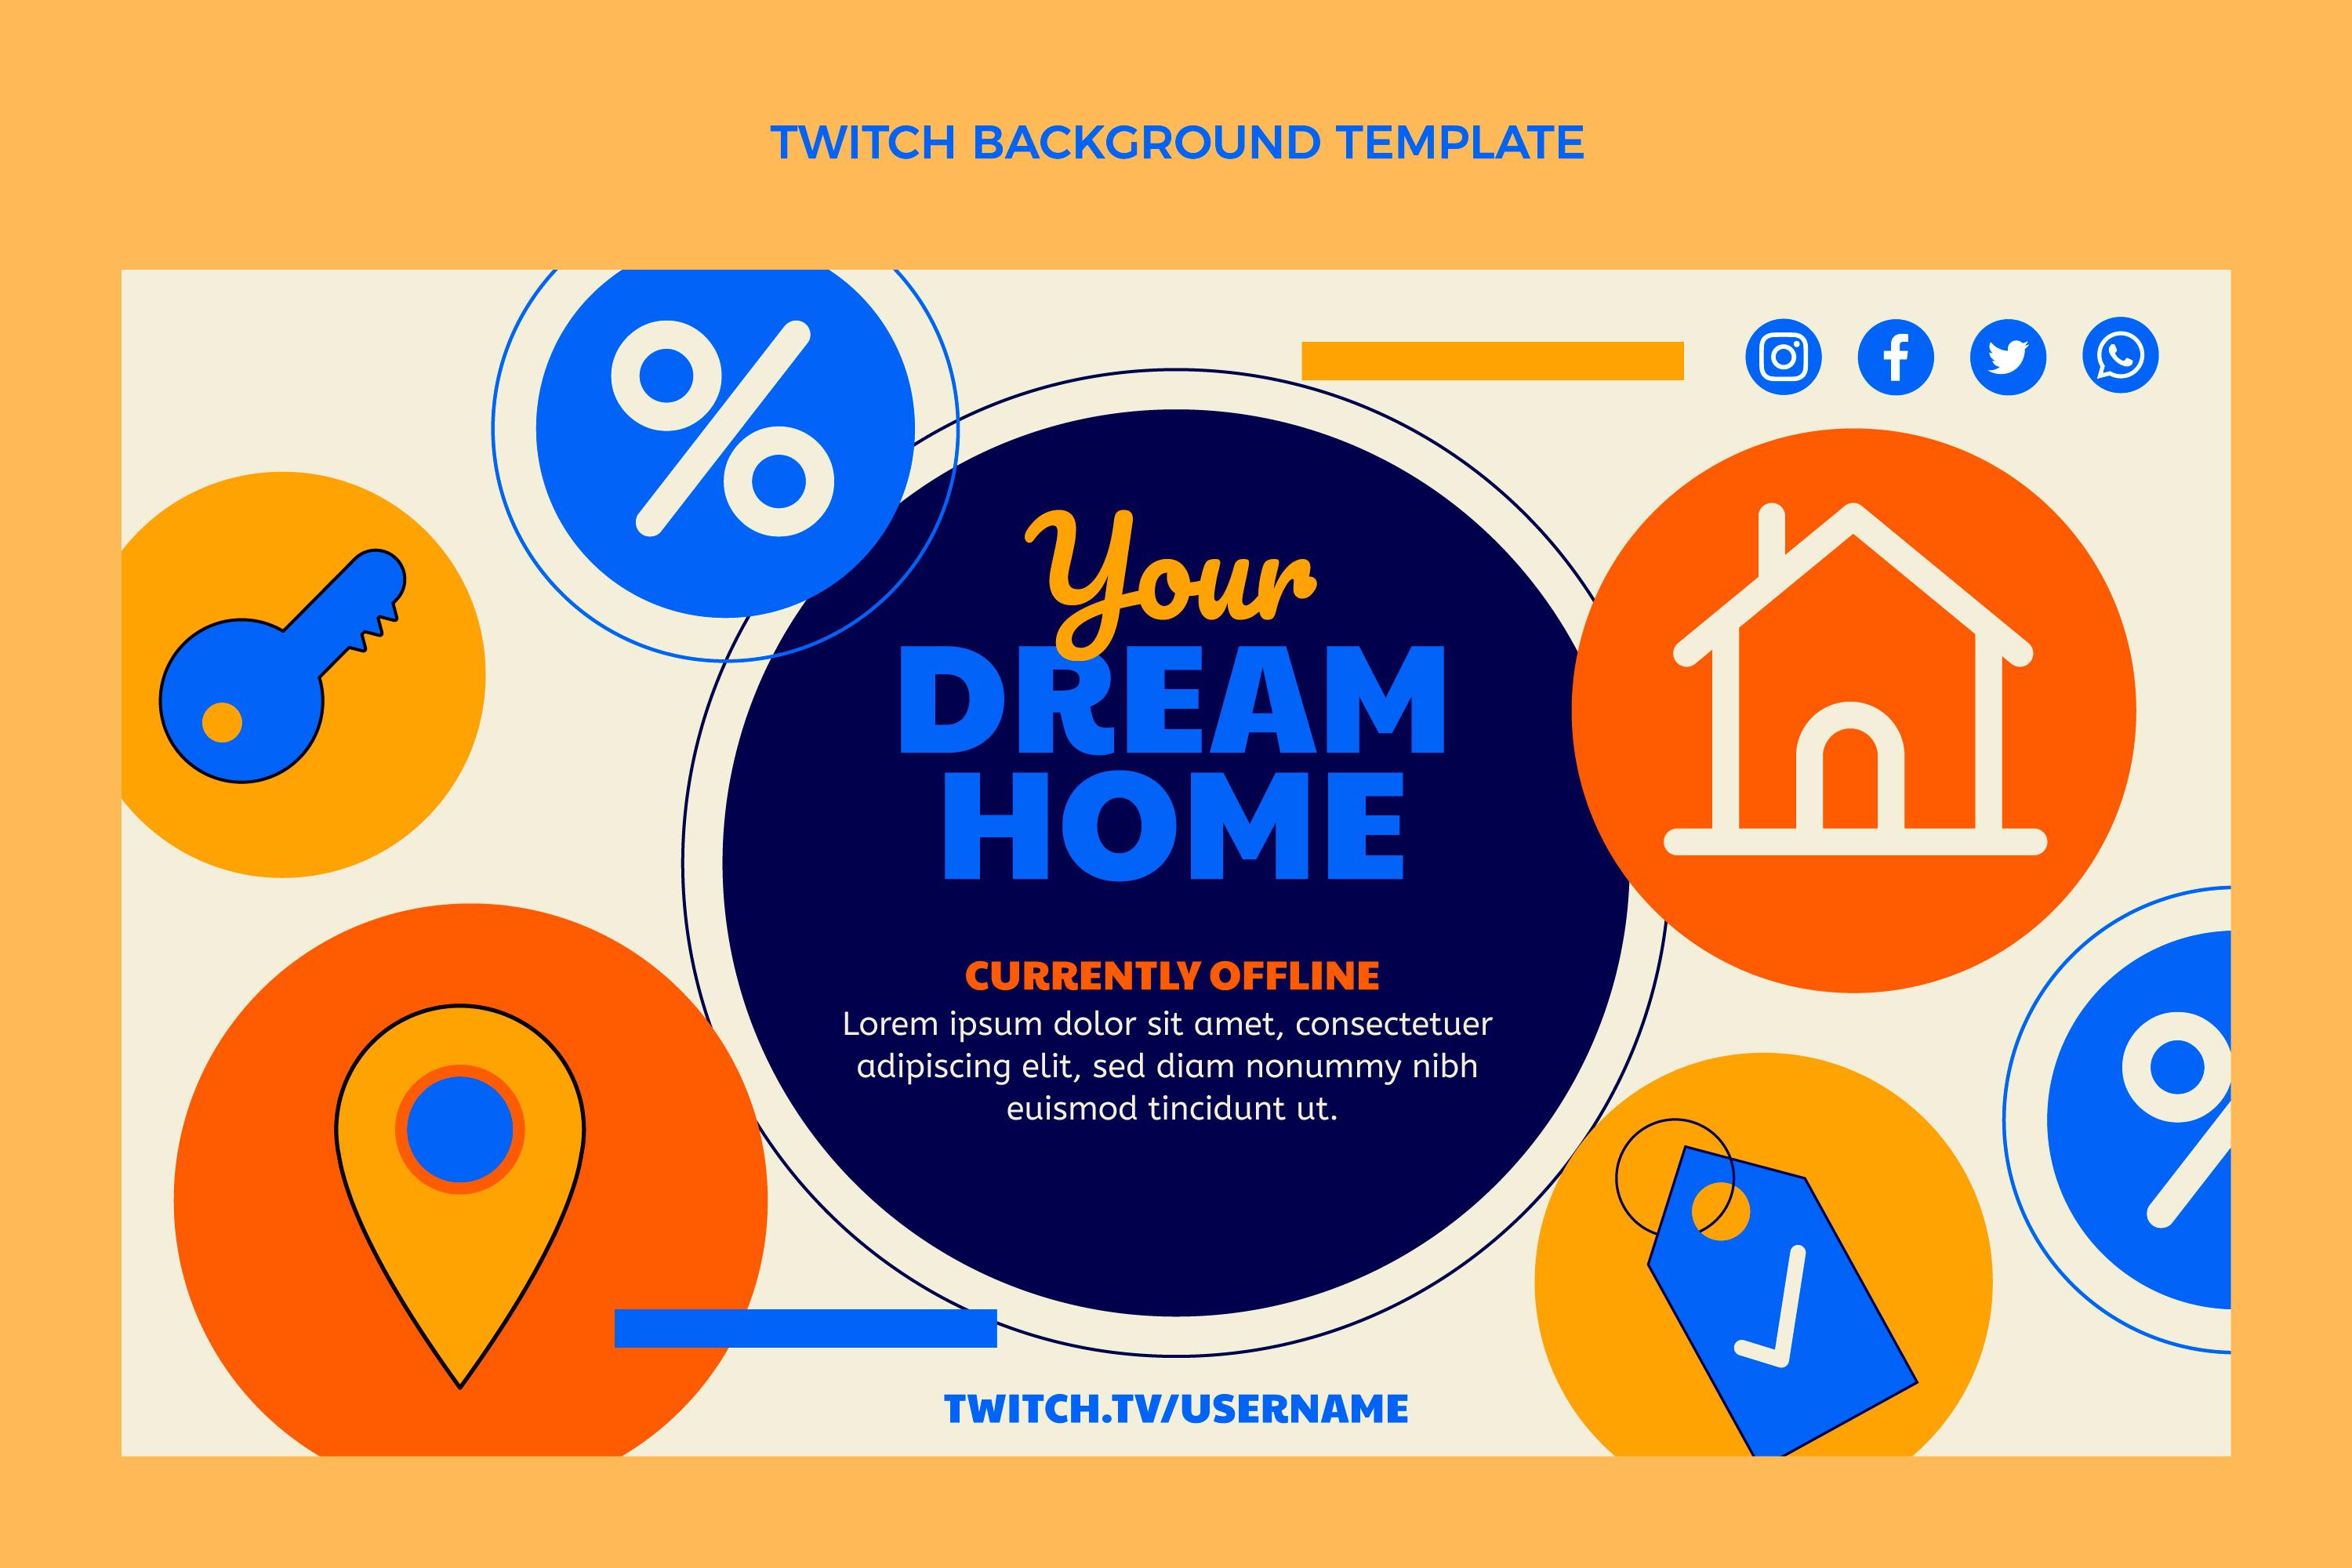 TWITCH BACKGROUND TEMPLATE
Your
DREAM
HOME
CURRENTLY OFFLINE
Lorem ipsum dolor sit amet, consectetuer
adipiscing elit, sed diam nonummy nibh
euismod tincidunt ut.
TWITCH.TV/USERNAME